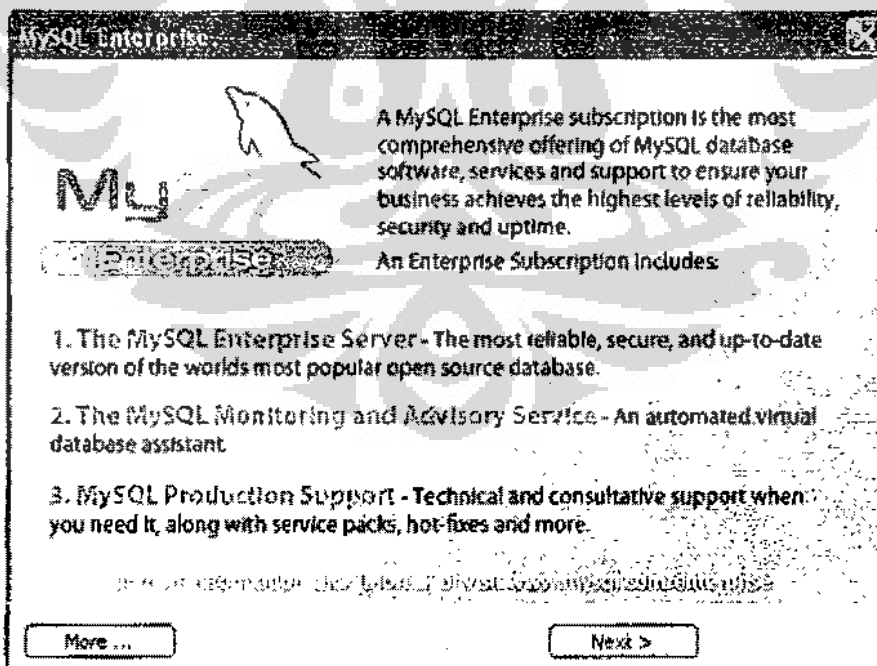 MySQL Enterprise
A MySQL Enterprise subscription is the most
comprehensive offering of MySQL database
software, services and support to ensure your
business achieves the highest levels of reliability,
security and uptime.
My
Enterprise
An Enterprise Subscription includes:
1. The MySQL Enterprise Server - The most reliable, secure, and up-to-date
version of the worlds most popular open source database.
2. The MySQL Monitoring and Advisory Service - An automated virtual
database assistant
3. MySQL Production Support - Technical and consultative support when
you need it, along with service packs, hot-fixes and more.
More ...
Next >